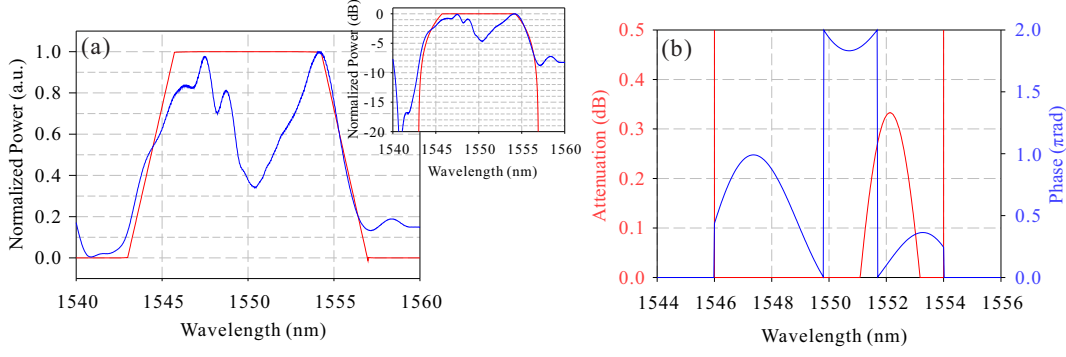 (a)
Normalized Power (a.u.)
1.0
0.8
0.6
0.4
0.2
0.0
1540 1545 1550 1555 1560
Wavelength (nm)
Normalized Power (dB)
0
-5
-10
-15
-20
1540 1545 1550 1555 1560
Wavelength (nm)
(b)
Attenuation (dB)
0.5
0.4
0.3
0.2
0.1
0.0
1544 1546 1548 1550 1552 1554 1556
Wavelength (nm)
2.0
1.5
1.0
0.5
0.0
Phase (πrad)